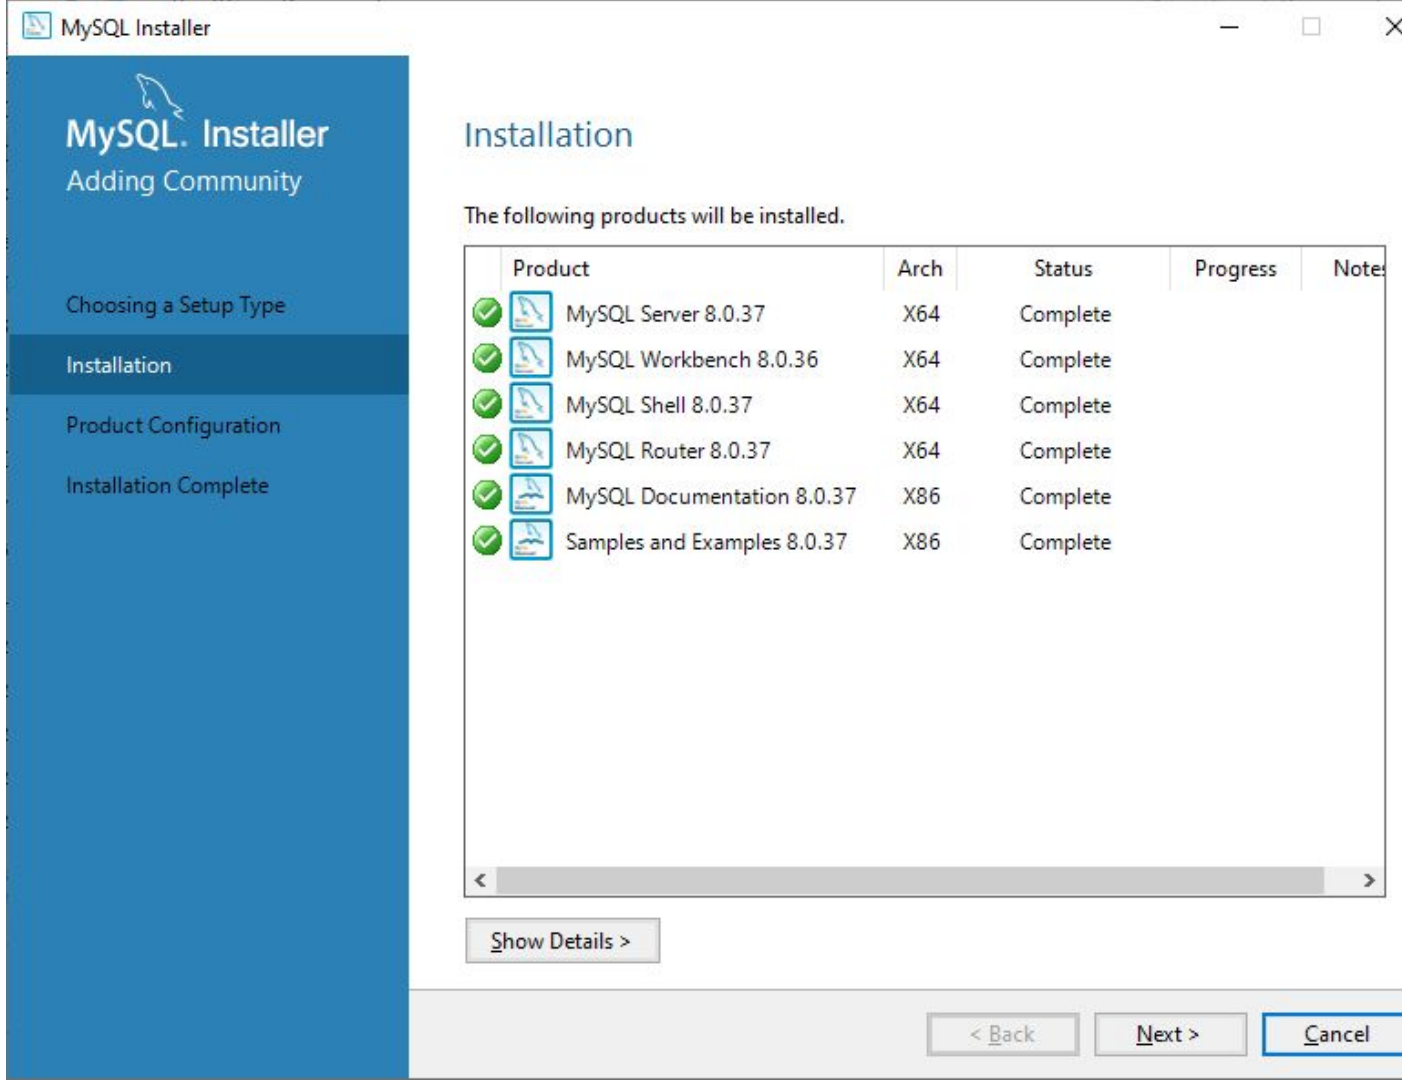 MySQL Installer
MySQL. Installer
Adding Community
Choosing a Setup Type
Installation
Product Configuration
Installation Complete
Installation
The following products will be installed.
Product Arch Status Progress Notes
MySQL Server 8.0.37 X64 Complete
MySQL Workbench 8.0.36 X64 Complete
MySQL Shell 8.0.37 X64 Complete
MySQL Router 8.0.37 X64 Complete
MySQL Documentation 8.0.37 X86 Complete
Samples and Examples 8.0.37 X86 Complete
Show Details >
< Back Next > Cancel